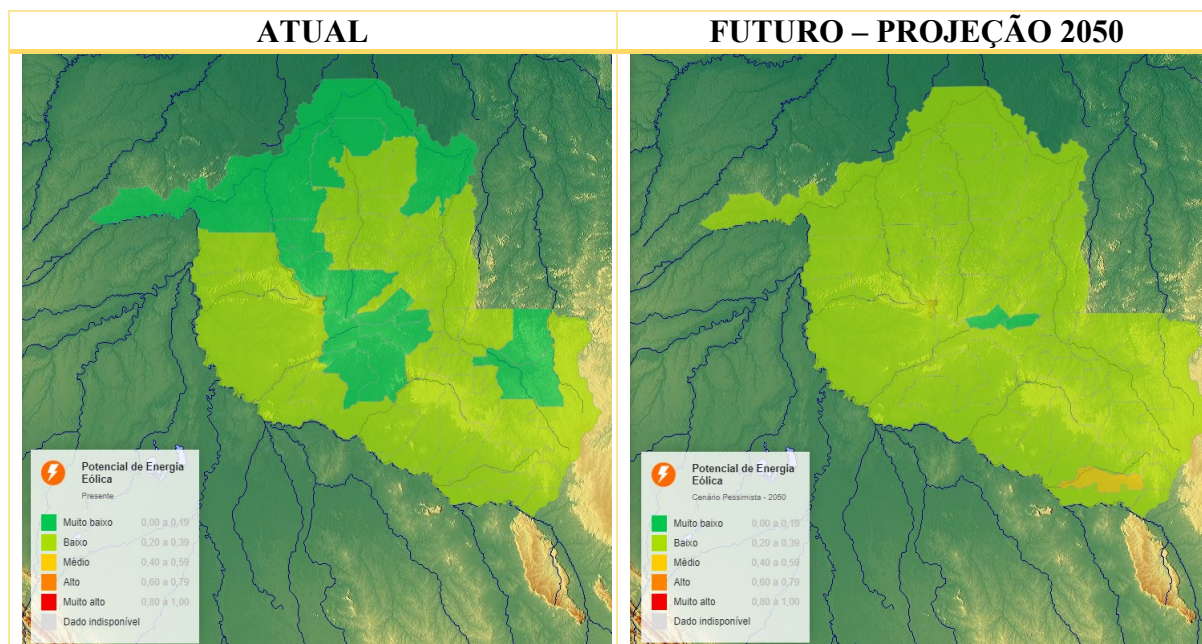 ATUAL
FUTURO – PROJEÇÃO 2050
Potencial de Energia
Eólica
Presente
Muito baixo 0,00 a 0,19
Baixo 0,20 a 0,39
Médio 0,40 a 0,59
Alto 0,60 a 0,79
Muito alto 0,80 a 1,00
Dado indisponível
Potencial de Energia
Eólica
Cenário Pessimista - 2050
Muito baixo 0,00 a 0,19
Baixo 0,20 a 0,39
Médio 0,40 a 0,59
Alto 0,60 a 0,79
Muito alto 0,80 a 1,00
Dado indisponível